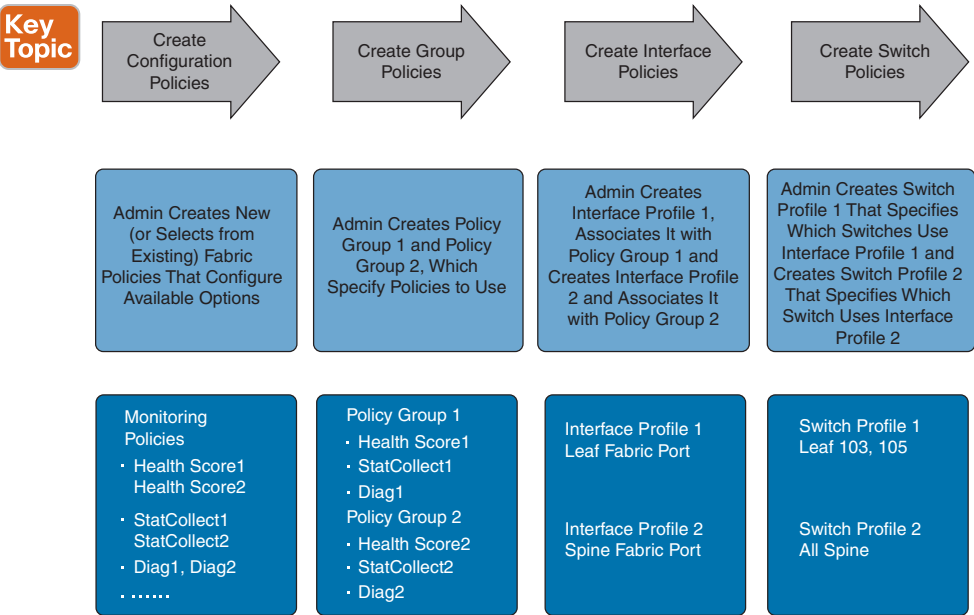 Key
Topic
Create
Configuration
Policies
Create Group
Policies
Create Interface
Policies
Create Switch
Policies
Admin Creates New
(or Selects from
Existing) Fabric
Policies That Configure
Available Options
Admin Creates Policy
Group 1 and Policy
Group 2, Which
Specify Policies to Use
Admin Creates
Interface Profile 1,
Associates It with
Policy Group 1 and
Creates Interface Profile
2 and Associates It
with Policy Group 2
Admin Creates Switch
Profile 1 That Specifies
Which Switches Use
Interface Profile 1 and
Creates Switch Profile 2
That Specifies Which
Switch Uses Interface
Profile 2
Monitoring
Policies
· Health Score1
Health Score2
· StatCollect1
StatCollect2
· Diag1, Diag2
· ......
Policy Group 1
· Health Score1
· StatCollect1
· Diag1
Policy Group 2
· Health Score2
· StatCollect2
· Diag2
Interface Profile 1
Leaf Fabric Port
Interface Profile 2
Spine Fabric Port
Switch Profile 1
Leaf 103, 105
Switch Profile 2
All Spine